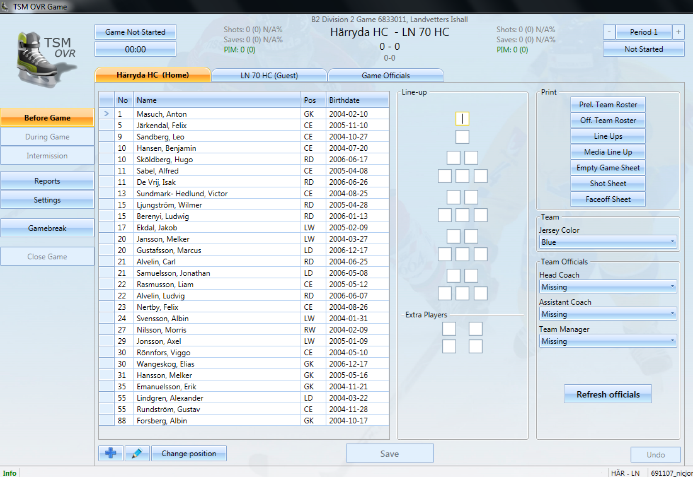 TSM OVR Game
TSM
OVR
Game Not Started
00:00
B2 Division 2 Game 6833011, Landvetters Ishall
Shots: 0 (0) N/A%
Saves: 0 (0) N/A%
PIM: 0 (0)
Härryda HC - LN 70 HC
0 - 0
0-0
Shots: 0 (0) N/A%
Saves: 0 (0) N/A%
PIM: 0 (0)
- Period 1 +
Not Started
Härryda HC (Home)
LN 70 HC (Guest)
Game Officials
Before Game
During Game
Intermission
Reports
Settings
Gamebreak
Close Game
No Name Pos Birthdate
> 1 Masuch, Anton GK 2004-02-10
5 Järkendal, Felix CE 2005-11-10
9 Sandberg, Leo CE 2004-10-27
10 Hansen, Benjamin CE 2004-07-20
10 Sköldberg, Hugo RD 2006-06-17
11 Sabel, Alfred CE 2005-04-08
11 De Vrij, Isak RD 2006-06-26
13 Sundmark- Hedlund, Victor CE 2004-08-25
15 Ljungström, Wilmer RD 2005-04-28
15 Berenyi, Ludwig RD 2006-01-13
17 Ekdal, Jakob LW 2005-02-09
20 Jansson, Melker LW 2004-03-27
20 Gustafsson, Marcus LD 2006-12-17
21 Alvelin, Carl RD 2004-06-25
21 Samuelsson, Jonathan LD 2006-05-08
22 Rasmusson, Liam CE 2005-05-12
22 Alvelin, Ludvig RD 2006-06-07
23 Nertby, Felix CE 2004-08-26
24 Svensson, Albin LW 2004-01-31
27 Nilsson, Morris RW 2004-02-09
29 Jonsson, Axel LW 2005-01-09
30 Rönnfors, Viggo CE 2004-05-10
30 Wangeskog, Elias GK 2006-12-17
31 Hansson, Melker GK 2005-05-16
35 Emanuelsson, Erik GK 2004-11-21
55 Lindgren, Alexander LD 2004-03-22
55 Rundström, Gustav CE 2004-11-28
88 Forsberg, Albin GK 2004-10-17
Change position
Line-up
Extra Players
Save
Print
Prel. Team Roster
Off. Team Roster
Line Ups
Media Line Up
Empty Game Sheet
Shot Sheet
Faceoff Sheet
Team
Jersey Color
Blue
Team Officials
Head Coach
Missing
Assistant Coach
Missing
Team Manager
Missing
Refresh officials
Undo
Info
HÄR - LN
691107_nicjor